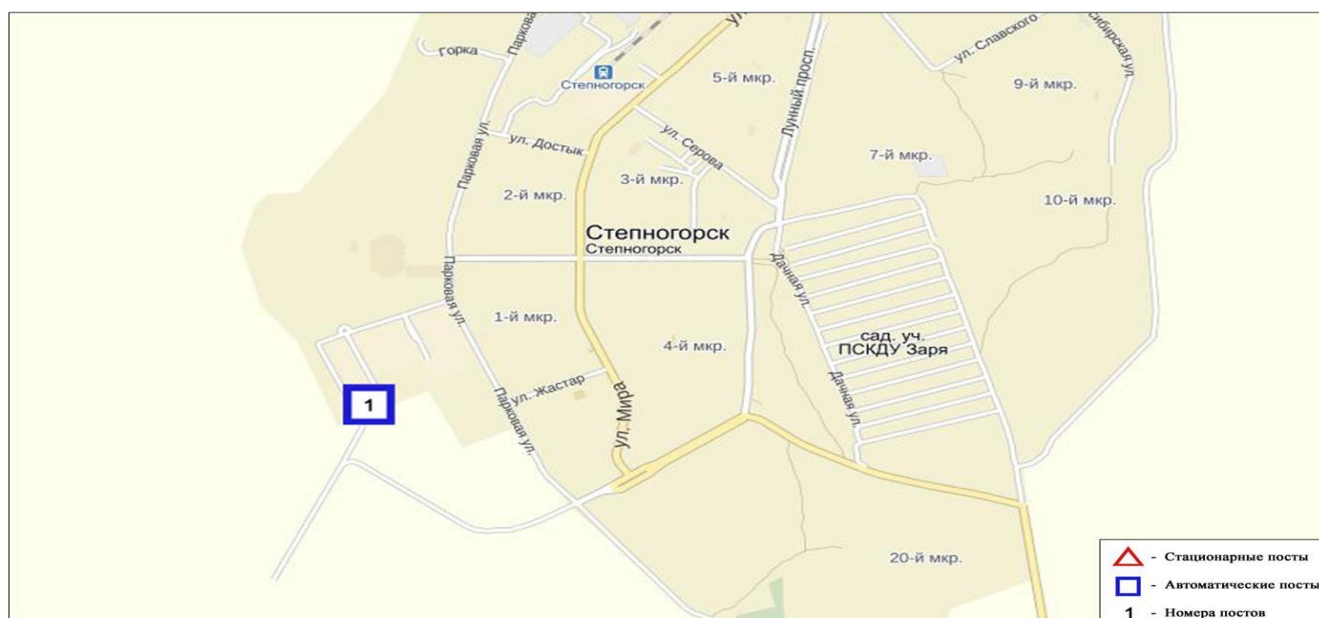 Горка
Парковая
ул.
ул. Славского
сибирская ул.
Степногорск
5-й мкр.
Лунный просп.
9-й мкр.
ул. Достык
ул. Серова
Парковая ул.
7-й мкр.
3-й мкр.
2-й мкр.
10-й мкр.
Степногорск
Степногорск
Парковая ул.
Дачная ул.
1-й мкр.
4-й мкр.
сад. уч.
ПСКДУ Заря
ул. Жастар
Парковая ул.
ул. Мира
Дачная ул.
1
20-й мкр.
- Стационарные посты
- Автоматические посты
1 - Номера постов